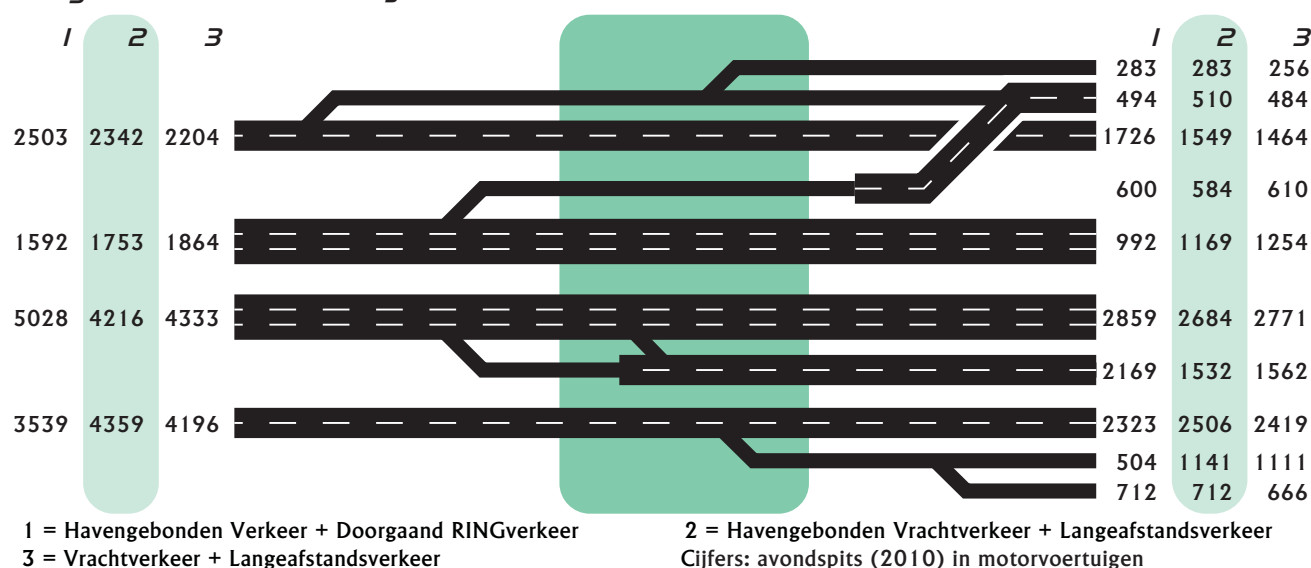 1 2 3 1 2 3
283 283 256
494 510 484
2503 2342 2204 1726 1549 1464
600 584 610
1592 1753 1864 992 1169 1254
5028 4216 4333 2859 2684 2771
2169 1532 1562
3539 4359 4196 2323 2506 2419
504 1141 1111
712 712 666
1 = Havengebonden Verkeer + Doorgaand RINGverkeer 2 = Havengebonden Vrachtverkeer + Langeafstandsverkeer
3 = Vrachtverkeer + Langeafstandsverkeer Cijfers: avondspits (2010) in motorvoertuigen